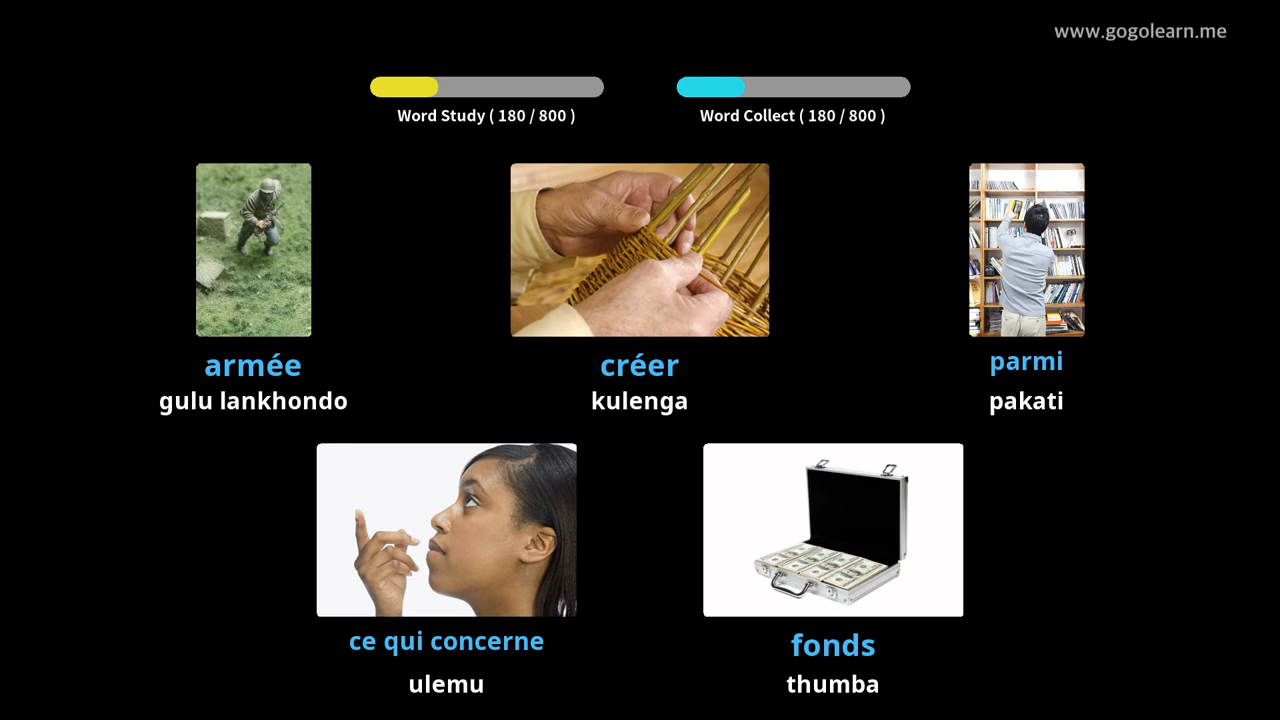 www.gogolearn.me
Word Study ( 180 / 800 )
Word Collect ( 180 / 800 )
armée
gulu lankhondo
créer
kulenga
parmi
pakati
ce qui concerne
ulemu
fonds
thumba